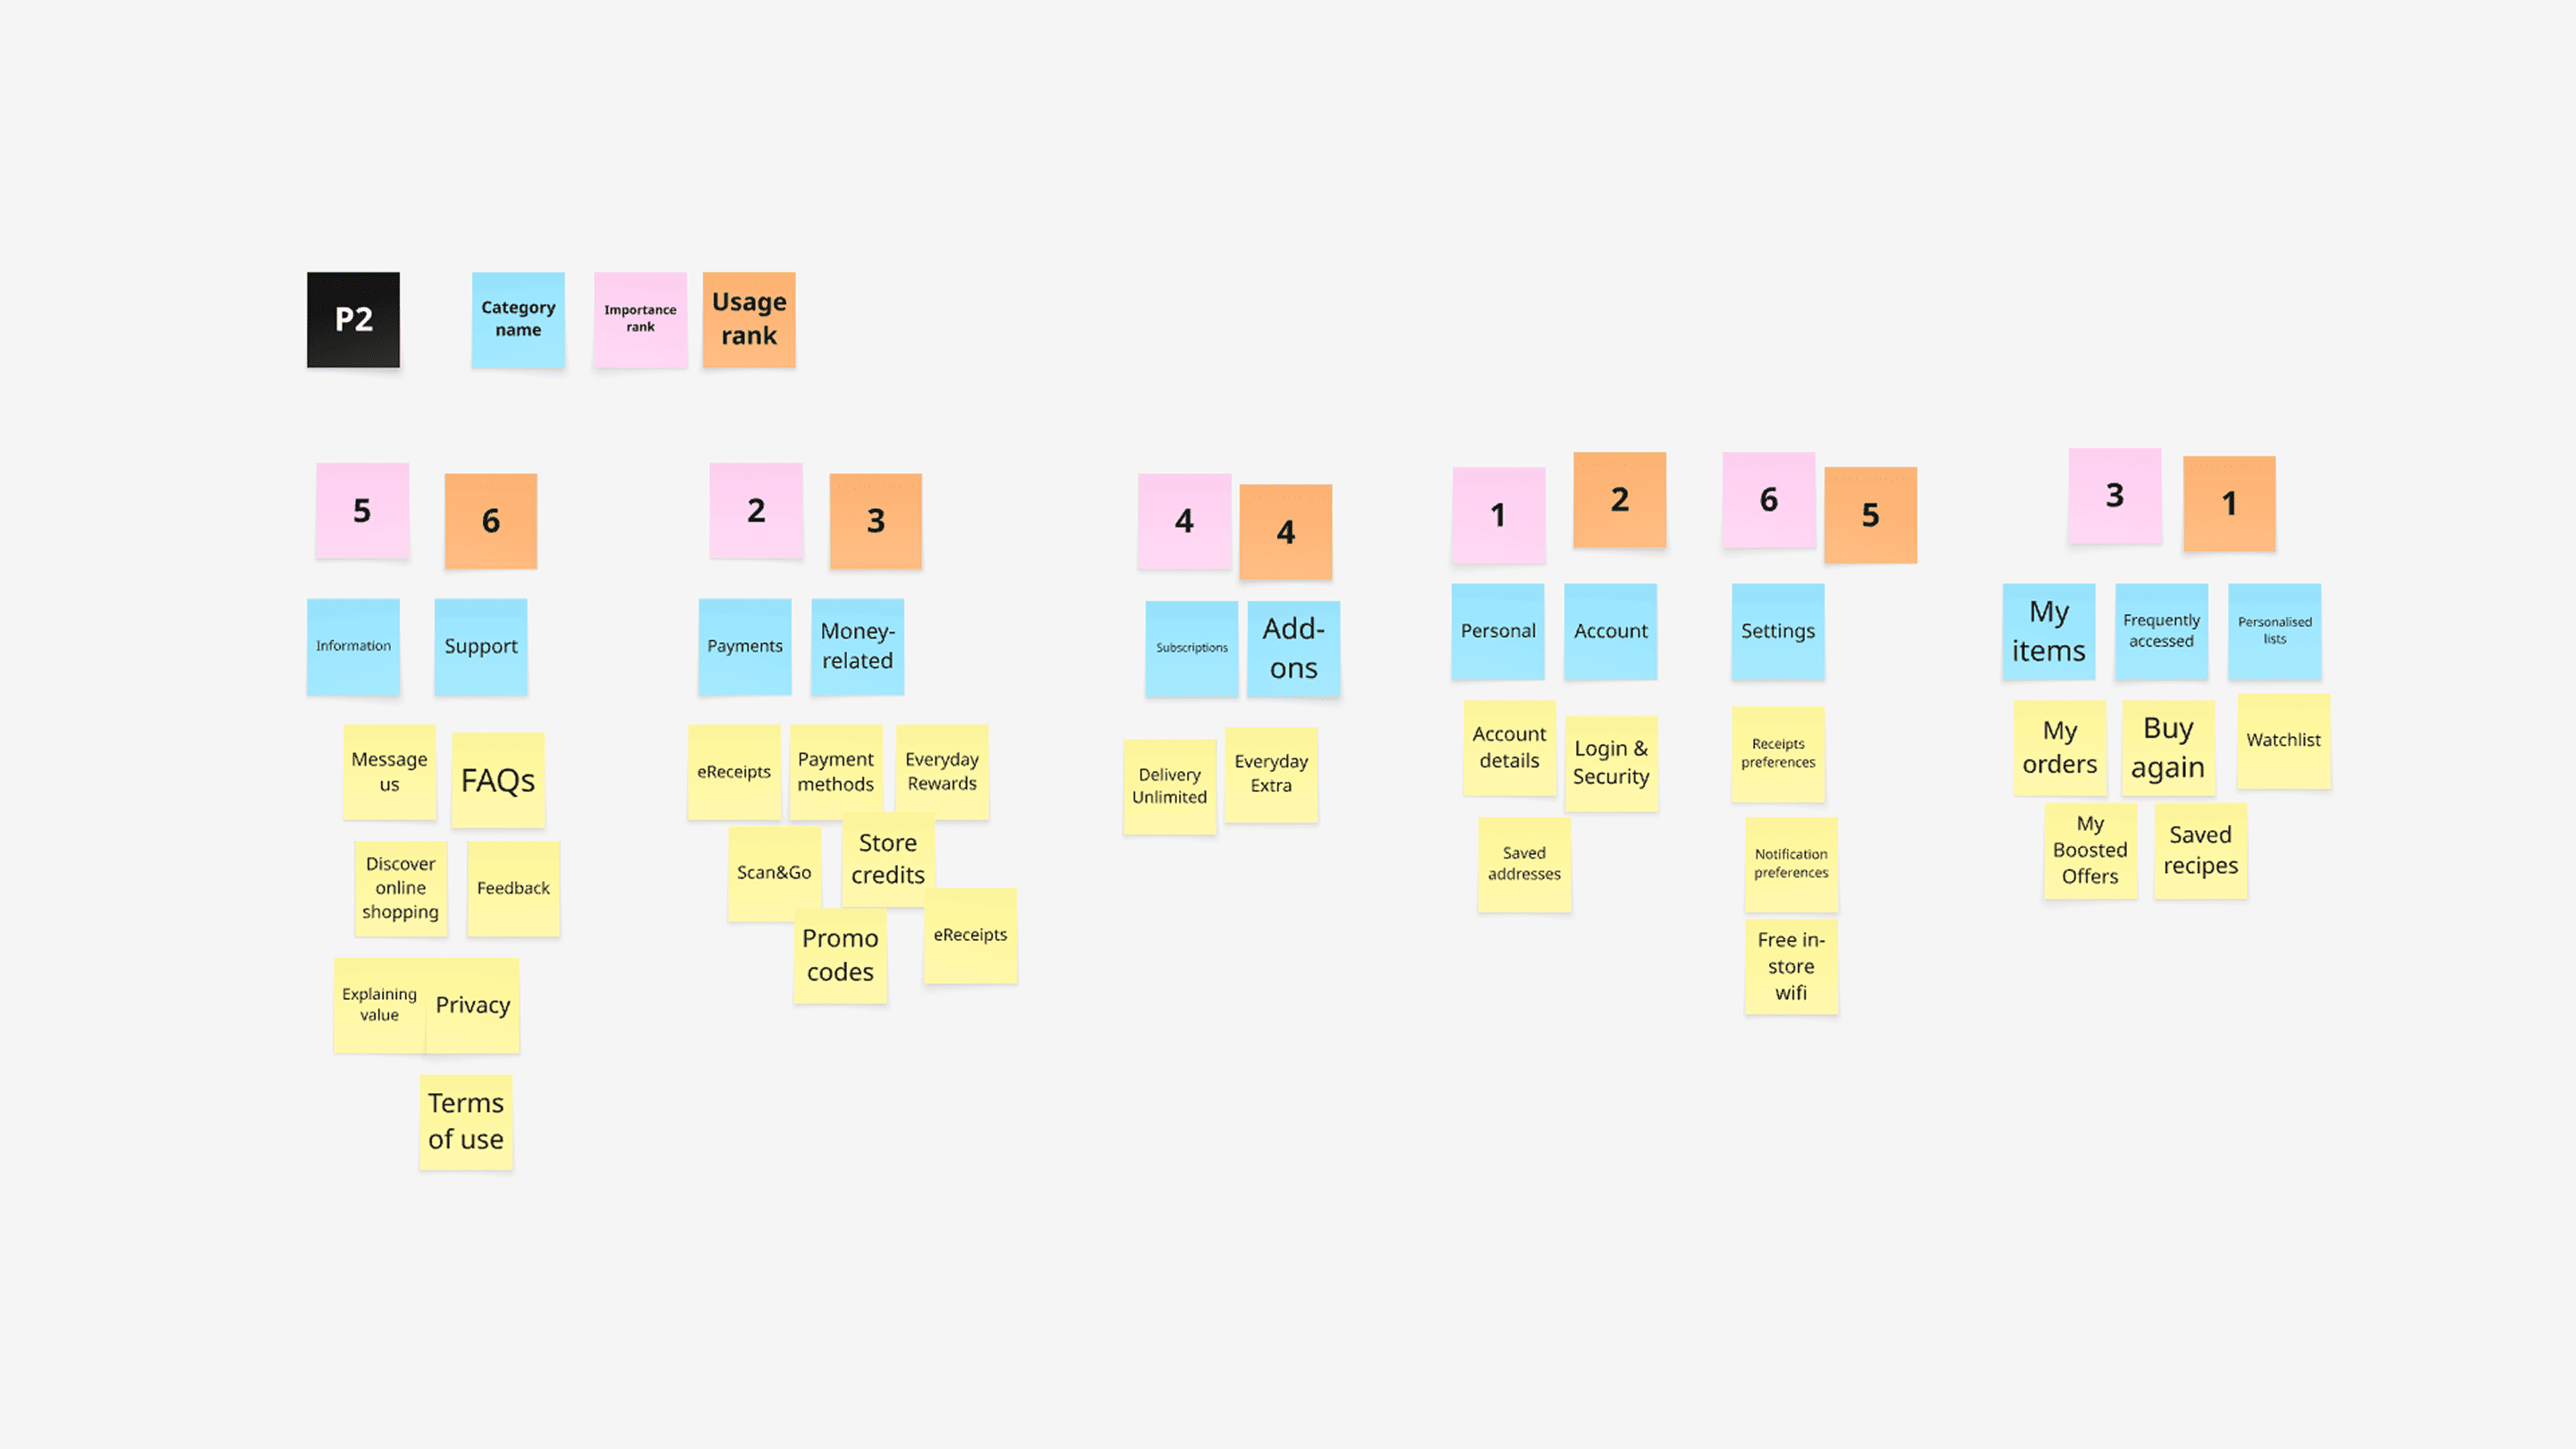 P2
Category
name
Importance
rank
Usage
rank
5
6
Information
Support
Message
us
FAQs
Discover
online
shopping
Feedback
Explaining
value
Privacy
Terms
of use
2
3
Payments
Money-
related
eReceipts
Payment
methods
Everyday
Rewards
Scan&Go
Store
credits
Promo
codes
eReceipts
4
4
Subscriptions
Add-
ons
Delivery
Unlimited
Everyday
Extra
1
2
Personal
Account
Account
details
Login &
Security
Saved
addresses
6
5
Settings
Receipts
preferences
Notification
preferences
Free in-
store
wifi
3
1
My
items
Frequently
accessed
Personalised
lists
My
orders
Buy
again
Watchlist
My
Boosted
Offers
Saved
recipes